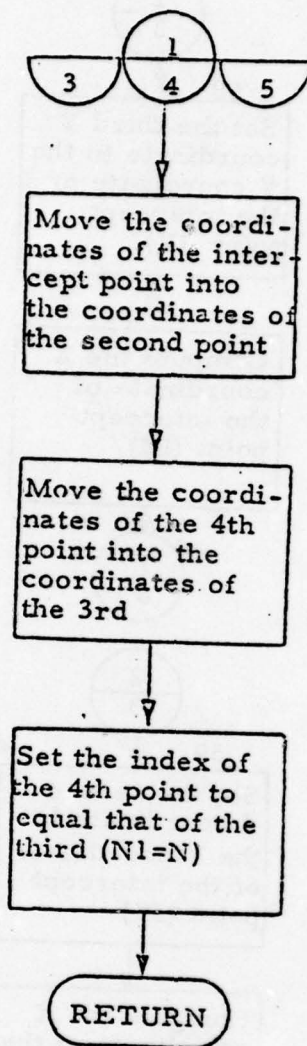 1
3 4 5
Move the coordi-
nates of the inter-
cept point into
the coordinates of
the second point
Move the coordi-
nates of the 4th
point into the
coordinates of
the 3rd
Set the index of
the 4th point to
equal that of the
third (N1=N)
RETURN